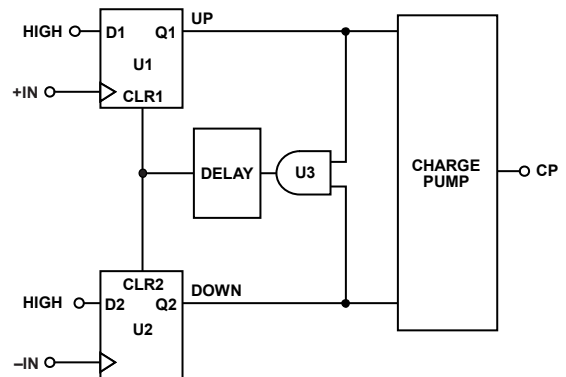 UP
HIGH D1 Q1
U1
+IN
CLR1
DELAY U3
CHARGE
PUMP
CP
CLR2
DOWN
HIGH D2 Q2
U2
–IN